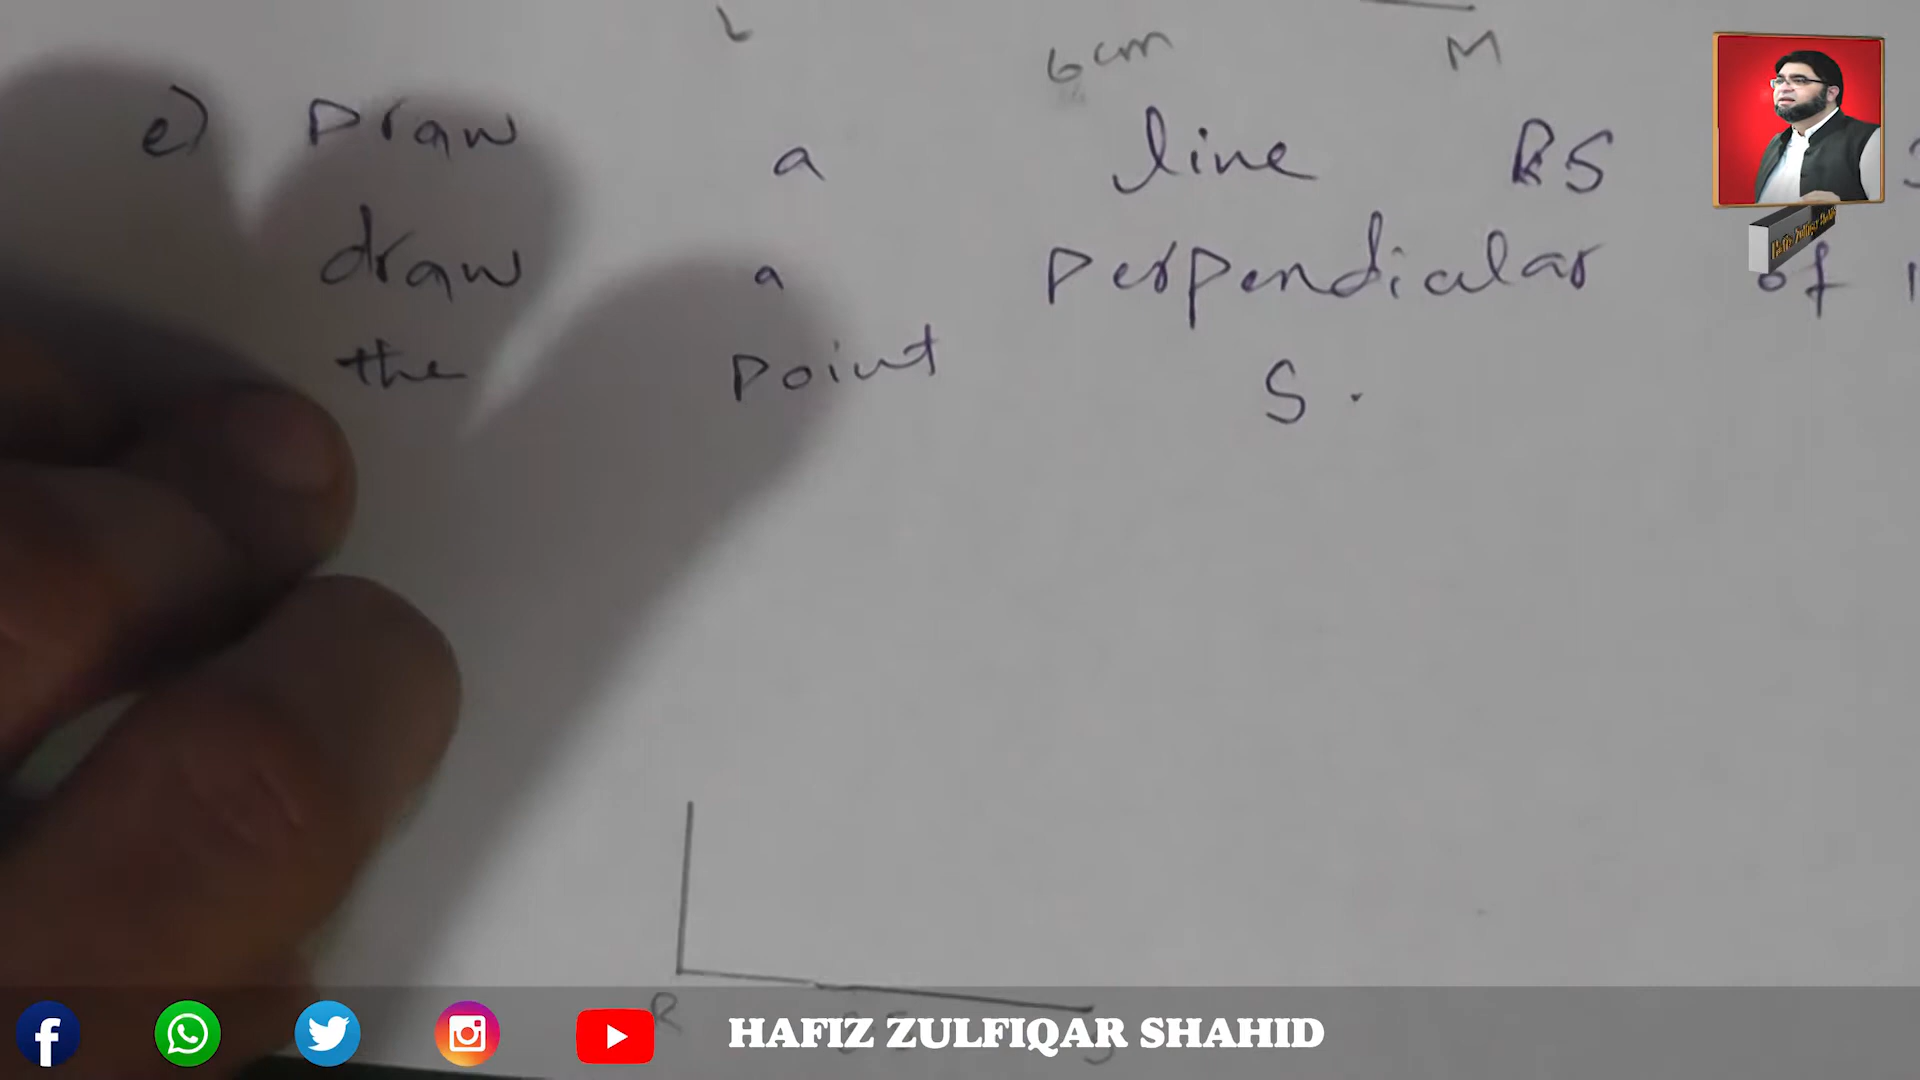 L 6cm M
e) Draw a line RS
draw a perpendicular of
the point S .
R
HAFIZ ZULFIQAR SHAHID